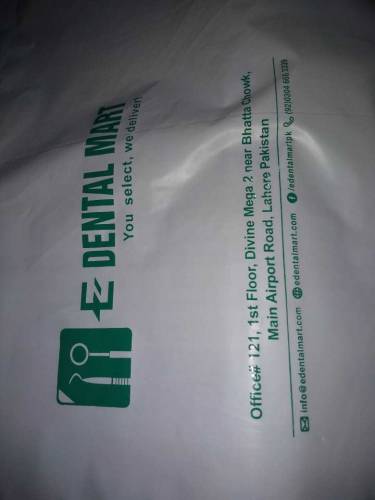 E DENTAL MART
You select, we deliver!
Office# 121, 1st Floor, Divine Mega 2 near Bhatta Chowk,
Main Airport Road, Lahore Pakistan
info@edentalmart.com edentalmart.com /edentalmartpk